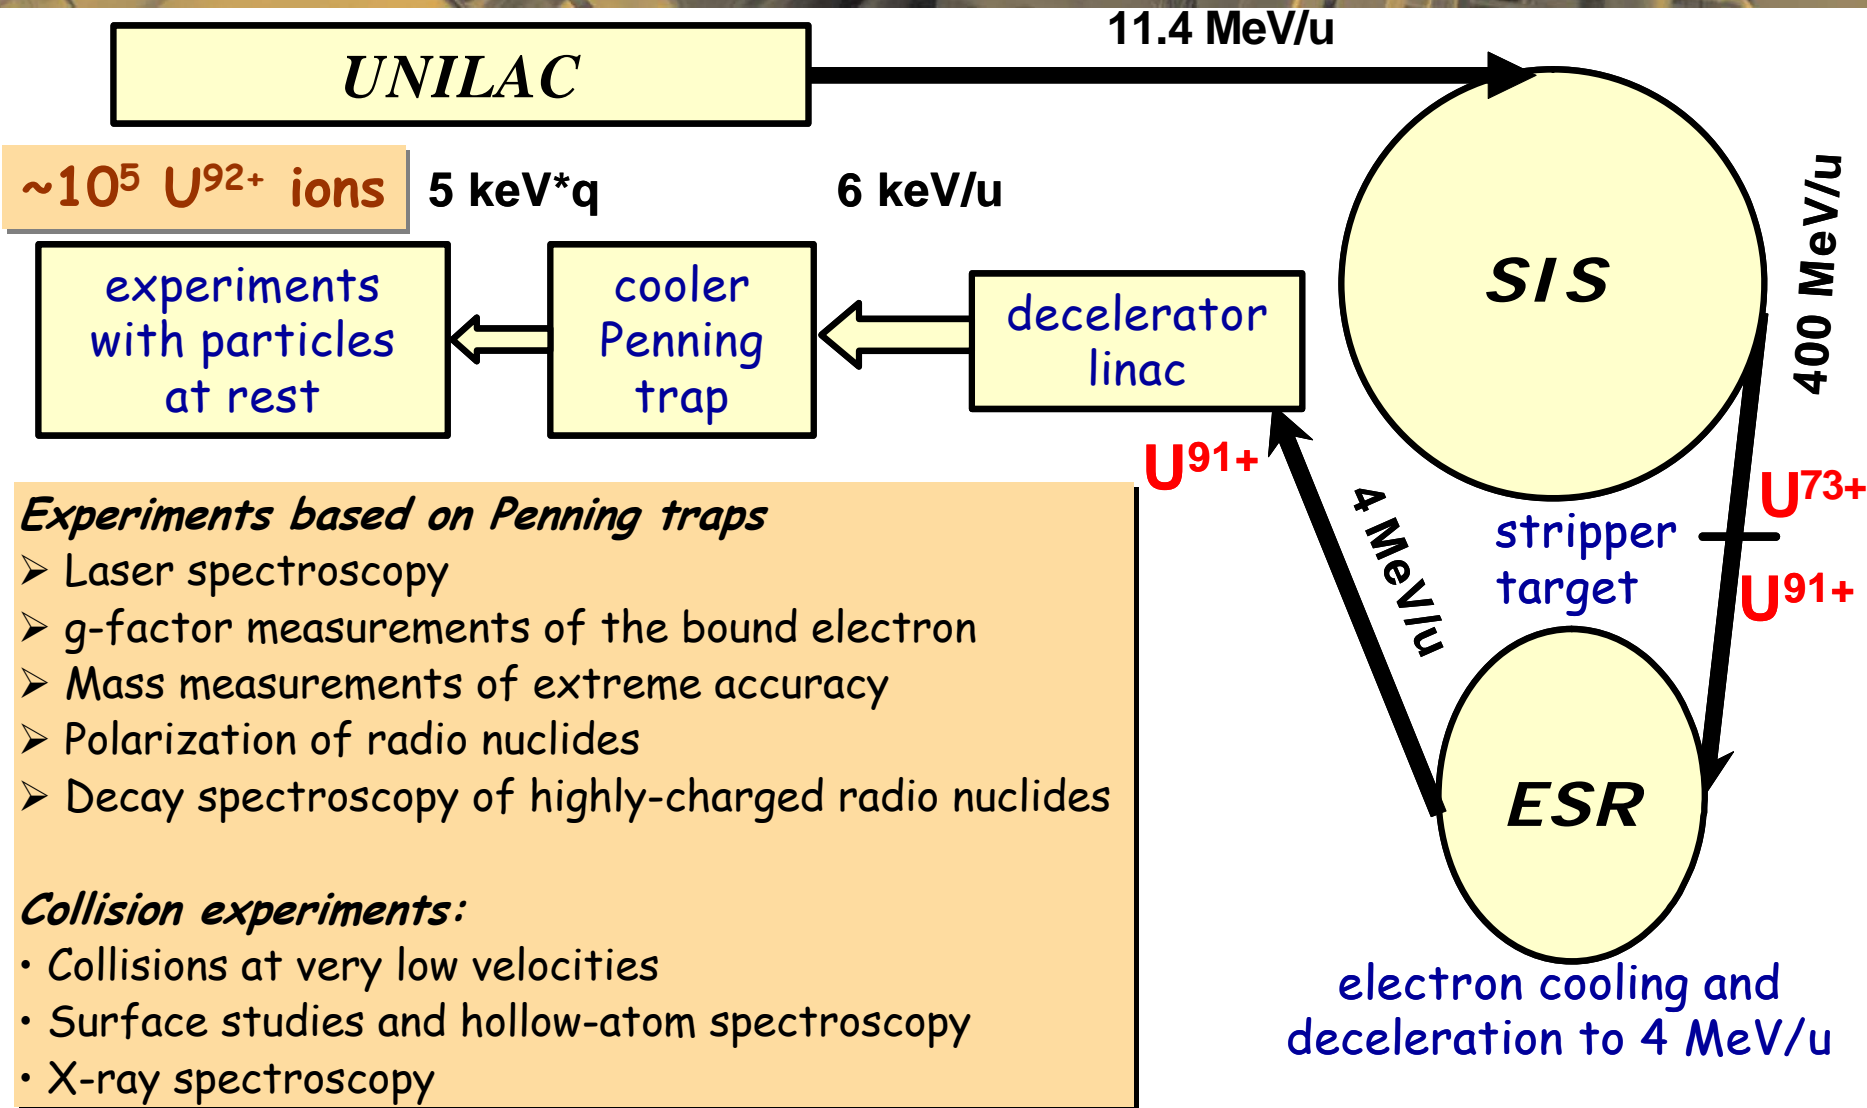 11.4 MeV/u
UNILAC
~10⁵ U⁹²⁺ ions
5 keV*q
6 keV/u
400 MeV/u
SIS
experiments
with particles
at rest
cooler
Penning
trap
decelerator
linac
U⁹¹⁺
4 MeV/u
U⁷³⁺
stripper
target
U⁹¹⁺
ESR
electron cooling and
deceleration to 4 MeV/u
Experiments based on Penning traps
➢ Laser spectroscopy
➢ g-factor measurements of the bound electron
➢ Mass measurements of extreme accuracy
➢ Polarization of radio nuclides
➢ Decay spectroscopy of highly-charged radio nuclides
Collision experiments:
• Collisions at very low velocities
• Surface studies and hollow-atom spectroscopy
• X-ray spectroscopy